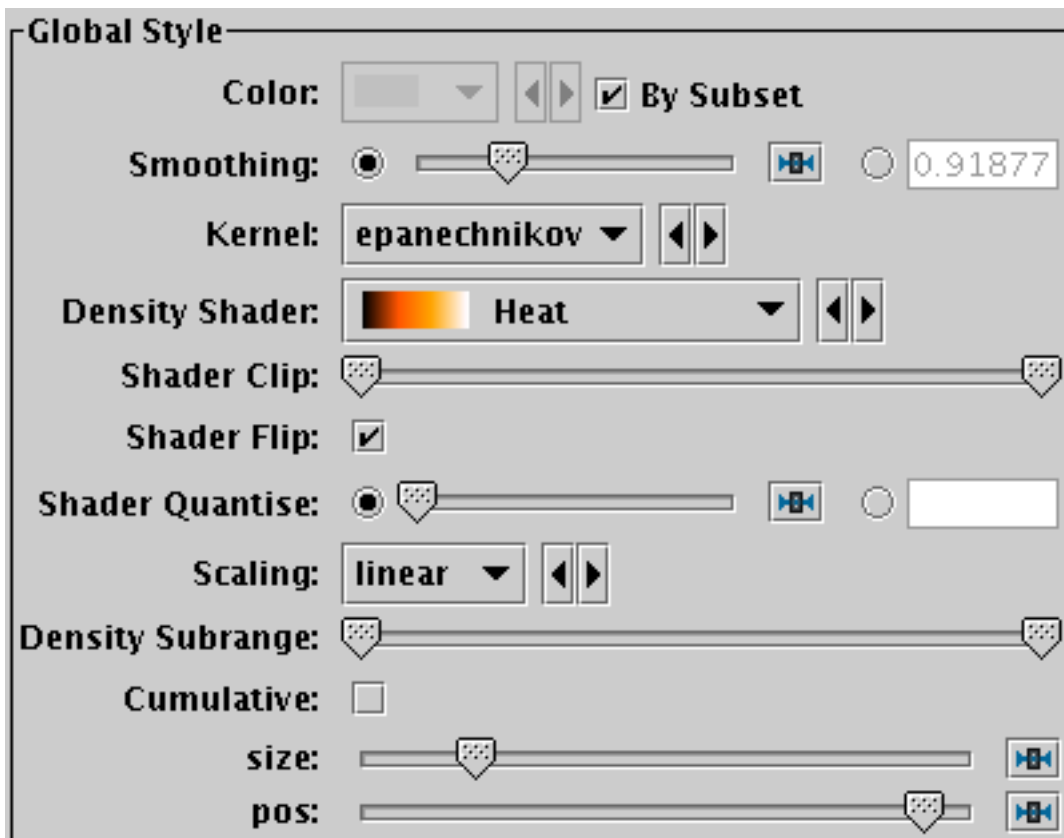 Global Style
Color: By Subset
Smoothing: 0.91877
Kernel: epanechnikov
Density Shader: Heat
Shader Clip:
Shader Flip:
Shader Quantise:
Scaling: linear
Density Subrange:
Cumulative:
size:
pos: